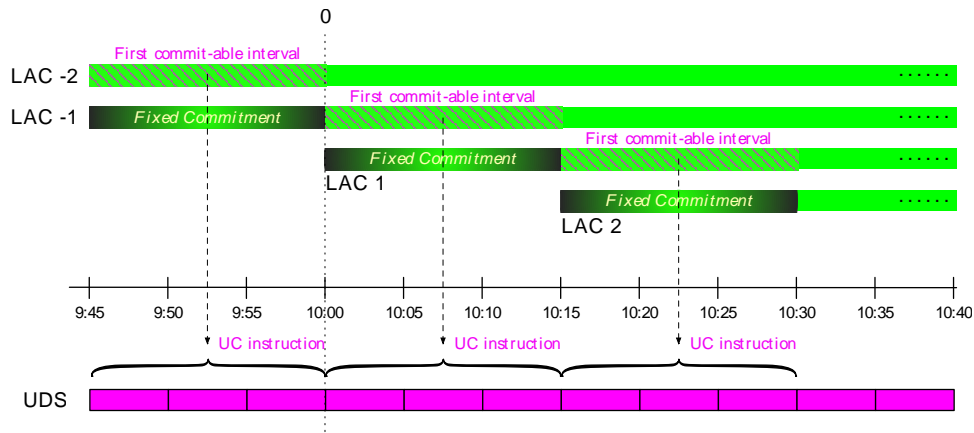 0
First commit-able interval
LAC -2
......
First commit-able interval
LAC -1
Fixed Commitment
First commit-able interval
Fixed Commitment
......
LAC 1
Fixed Commitment
......
LAC 2
9:45 9:50 9:55 10:00 10:05 10:10 10:15 10:20 10:25 10:30 10:35 10:40
UC instruction UC instruction UC instruction
UDS